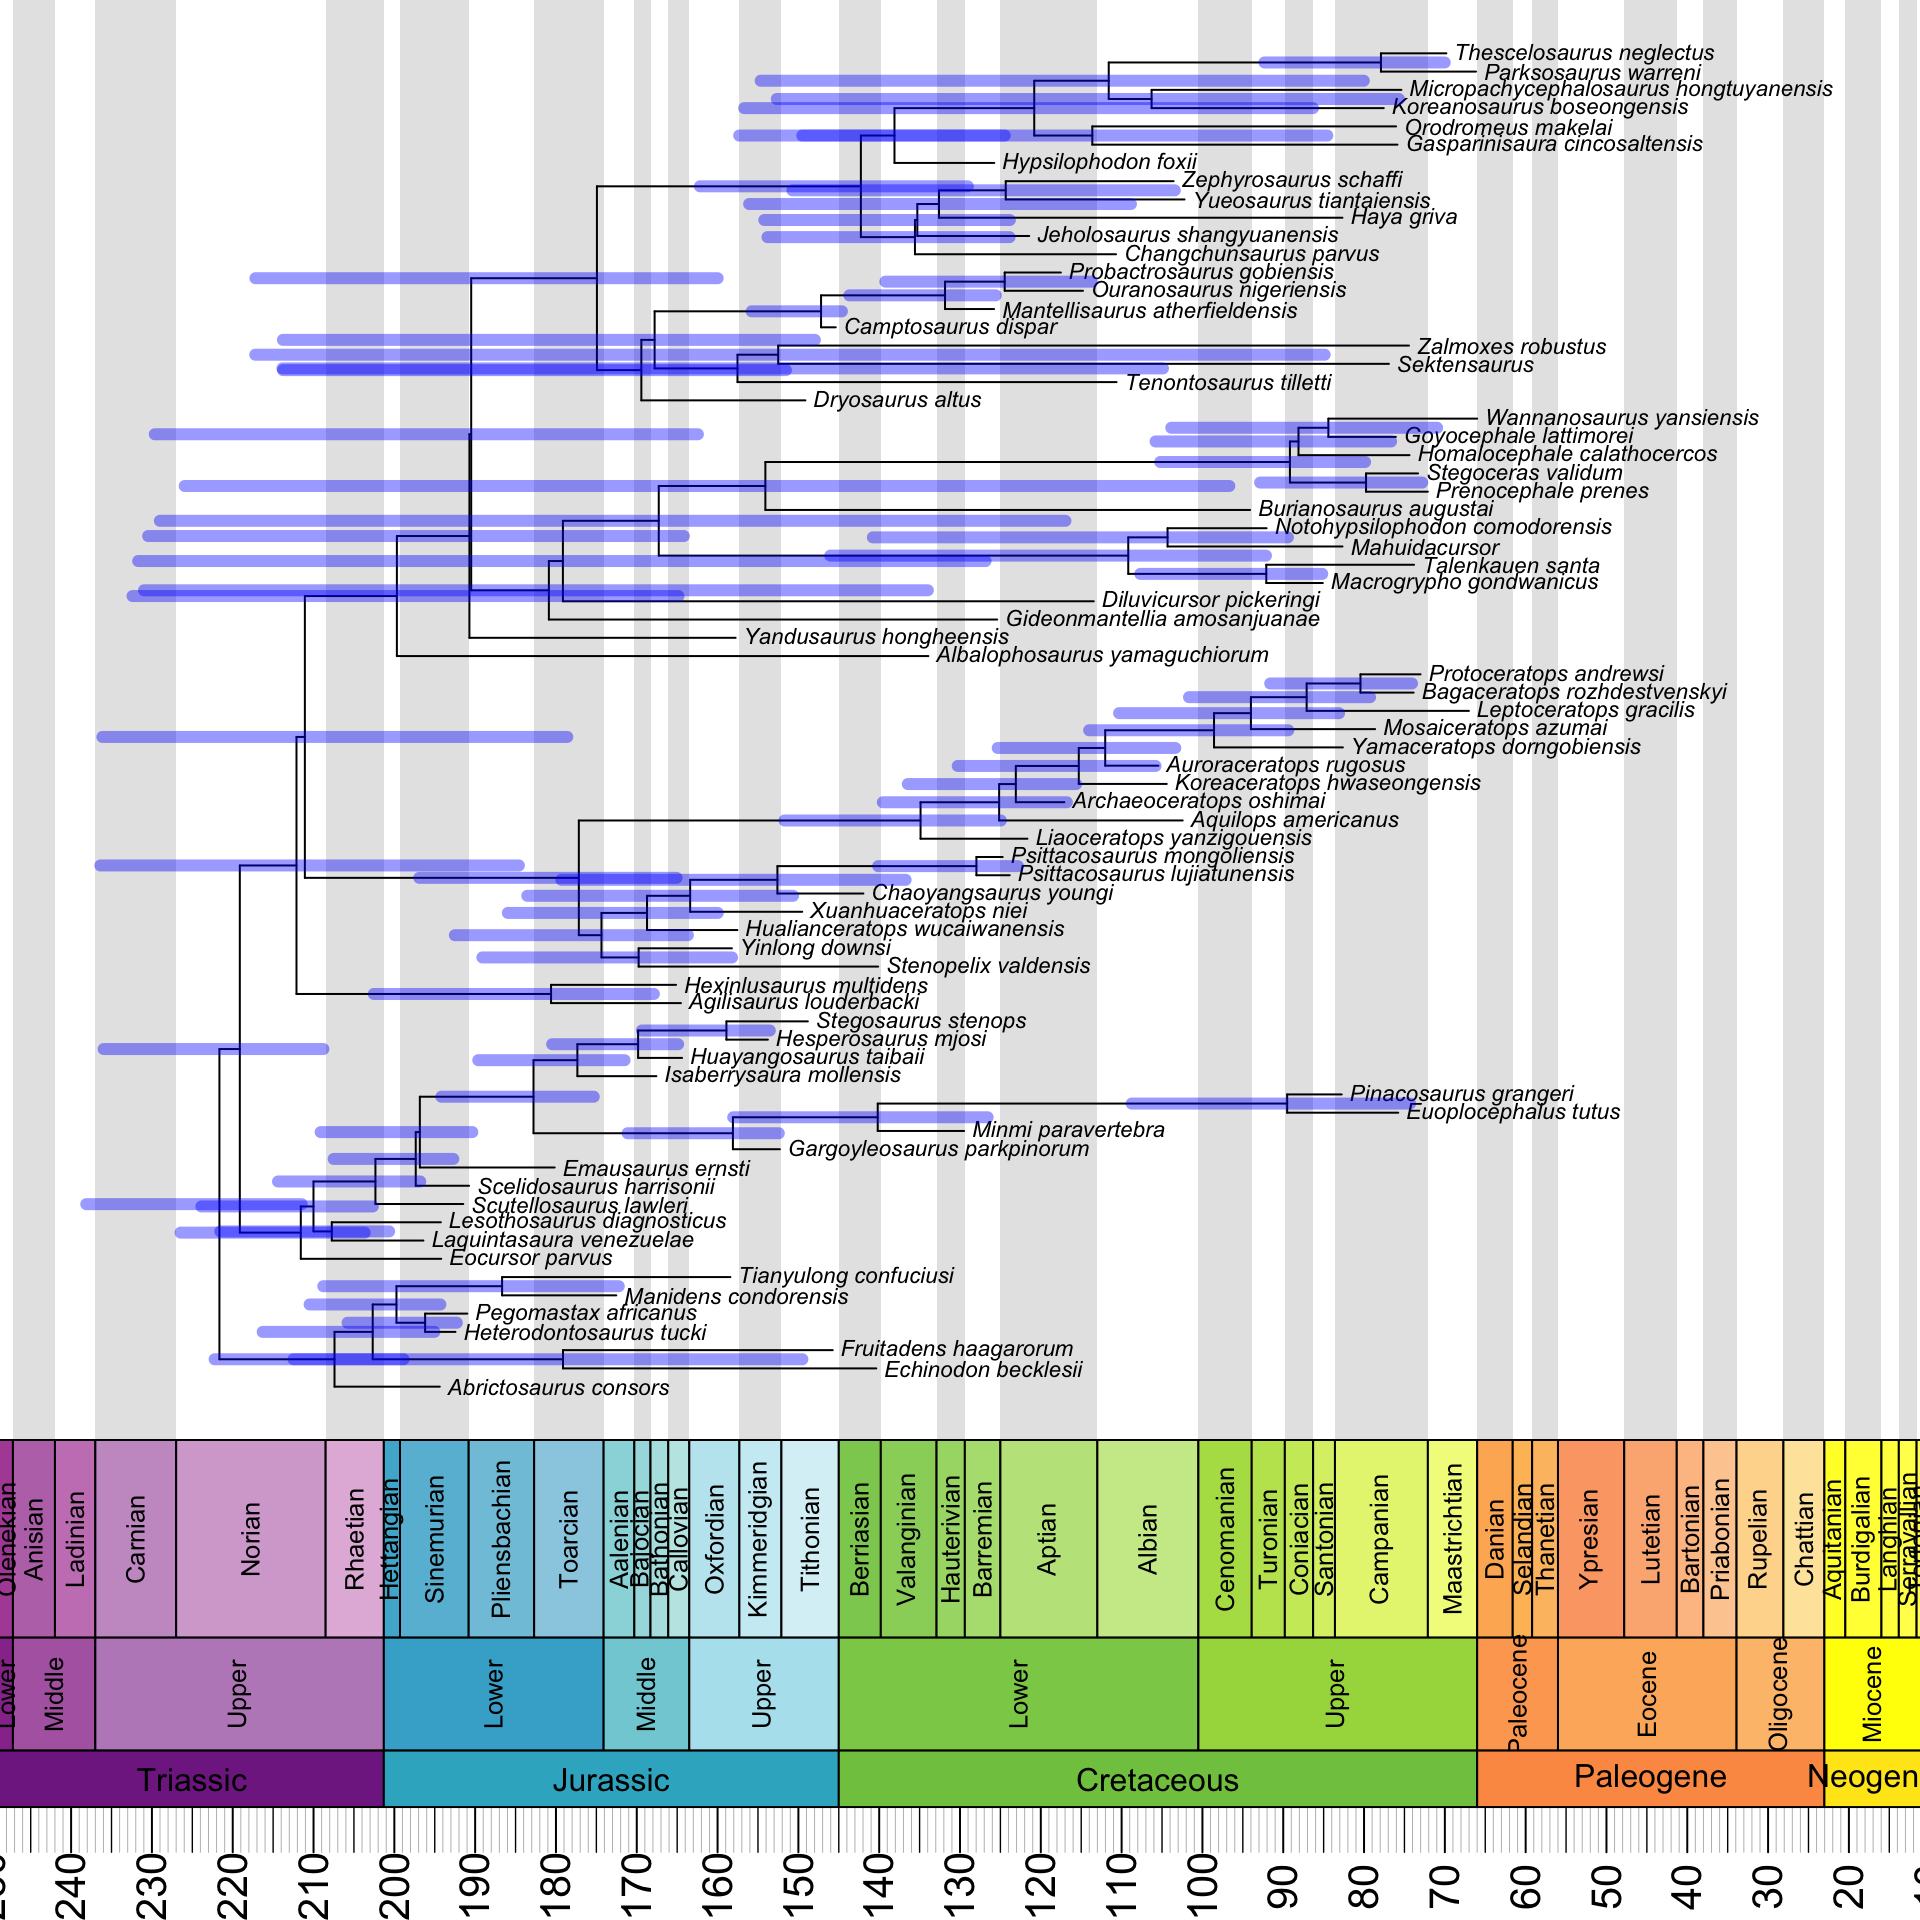 Thescelosaurus neglectus
Parksosaurus warreni
Micropachycephalosaurus hongtuyanensis
Koreanosaurus boseongensis
Orodromeus makelai
Gasparinisaura cincosaltensis
Hypsilophodon foxii
Zephyrosaurus schaffi
Yueosaurus tiantaiensis
Haya griva
Jeholosaurus shangyuanensis
Changchunsaurus parvus
Probactrosaurus gobiensis
Ouranosaurus nigeriensis
Mantellisaurus atherfieldensis
Camptosaurus dispar
Zalmoxes robustus
Sektensaurus
Tenontosaurus tilletti
Dryosaurus altus
Wannanosaurus yansiensis
Goyocephale lattimorei
Homalocephale calathocercos
Stegoceras validum
Prenocephale prenes
Burianosaurus augustai
Notohypsilophodon comodorensis
Mahuidacursor
Talenkauen santa
Macrogrypho gondwanicus
Diluvicursor pickeringi
Gideonmantellia amosanjuanae
Yandusaurus hongheensis
Albalophosaurus yamaguchiorum
Protoceratops andrewsi
Bagaceratops rozhdestvenskyi
Leptoceratops gracilis
Mosaiceratops azumai
Yamaceratops dorngobiensis
Auroraceratops rugosus
Koreaceratops hwaseongensis
Archaeoceratops oshimai
Aquilops americanus
Liaoceratops yanzigouensis
Psittacosaurus mongoliensis
Psittacosaurus lujiatunensis
Chaoyangsaurus youngi
Xuanhuaceratops niei
Hualianceratops wucaiwanensis
Yinlong downsi
Stenopelix valdensis
Hexinlusaurus multidens
Agilisaurus louderbacki
Stegosaurus stenops
Hesperosaurus mjosi
Huayangosaurus taibaii
Isaberrysaura mollensis
Pinacosaurus grangeri
Euoplocephalus tutus
Minmi paravertebra
Gargoyleosaurus parkpinorum
Emausaurus ernsti
Scelidosaurus harrisonii
Scutellosaurus lawleri
Lesothosaurus diagnosticus
Laquintasaura venezuelae
Eocursor parvus
Tianyulong confuciusi
Manidens condorensis
Pegomastax africanus
Heterodontosaurus tucki
Fruitadens haagarorum
Echinodon becklesii
Abrictosaurus consors
Olenekian Anisian Ladinian Carnian Norian Rhaetian Hettangian Sinemurian Pliensbachian Toarcian Aalenian Bajocian Bathonian Callovian Oxfordian Kimmeridgian Tithonian Berriasian Valanginian Hauterivian Barremian Aptian Albian Cenomanian Turonian Coniacian Santonian Campanian Maastrichtian Danian Selandian Thanetian Ypresian Lutetian Bartonian Priabonian Rupelian Chattian Aquitanian Burdigalian Langhian Serravallian
Lower Middle Upper Lower Middle Upper Lower Upper Paleocene Eocene Oligocene Miocene
Triassic Jurassic Cretaceous Paleogene Neogen
240 230 220 210 200 190 180 170 160 150 140 130 120 110 100 90 80 70 60 50 40 30 20